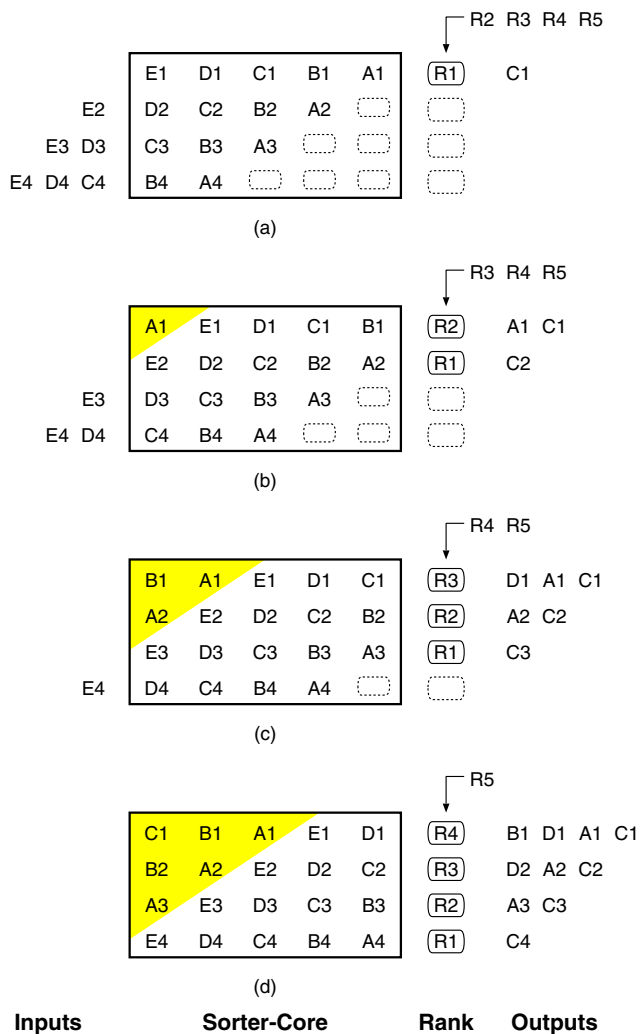 R2 R3 R4 R5
E1 D1 C1 B1 A1 R1 C1
E2 D2 C2 B2 A2
E3 D3 C3 B3 A3
E4 D4 C4 B4 A4
(a)
R3 R4 R5
A1 E1 D1 C1 B1 R2 A1 C1
E2 D2 C2 B2 A2 R1 C2
E3 D3 C3 B3 A3
E4 D4 C4 B4 A4
(b)
R4 R5
B1 A1 E1 D1 C1 R3 D1 A1 C1
A2 E2 D2 C2 B2 R2 A2 C2
E3 D3 C3 B3 A3 R1 C3
E4 D4 C4 B4 A4
(c)
R5
C1 B1 A1 E1 D1 R4 B1 D1 A1 C1
B2 A2 E2 D2 C2 R3 D2 A2 C2
A3 E3 D3 C3 B3 R2 A3 C3
E4 D4 C4 B4 A4 R1 C4
(d)
Inputs Sorter-Core Rank Outputs